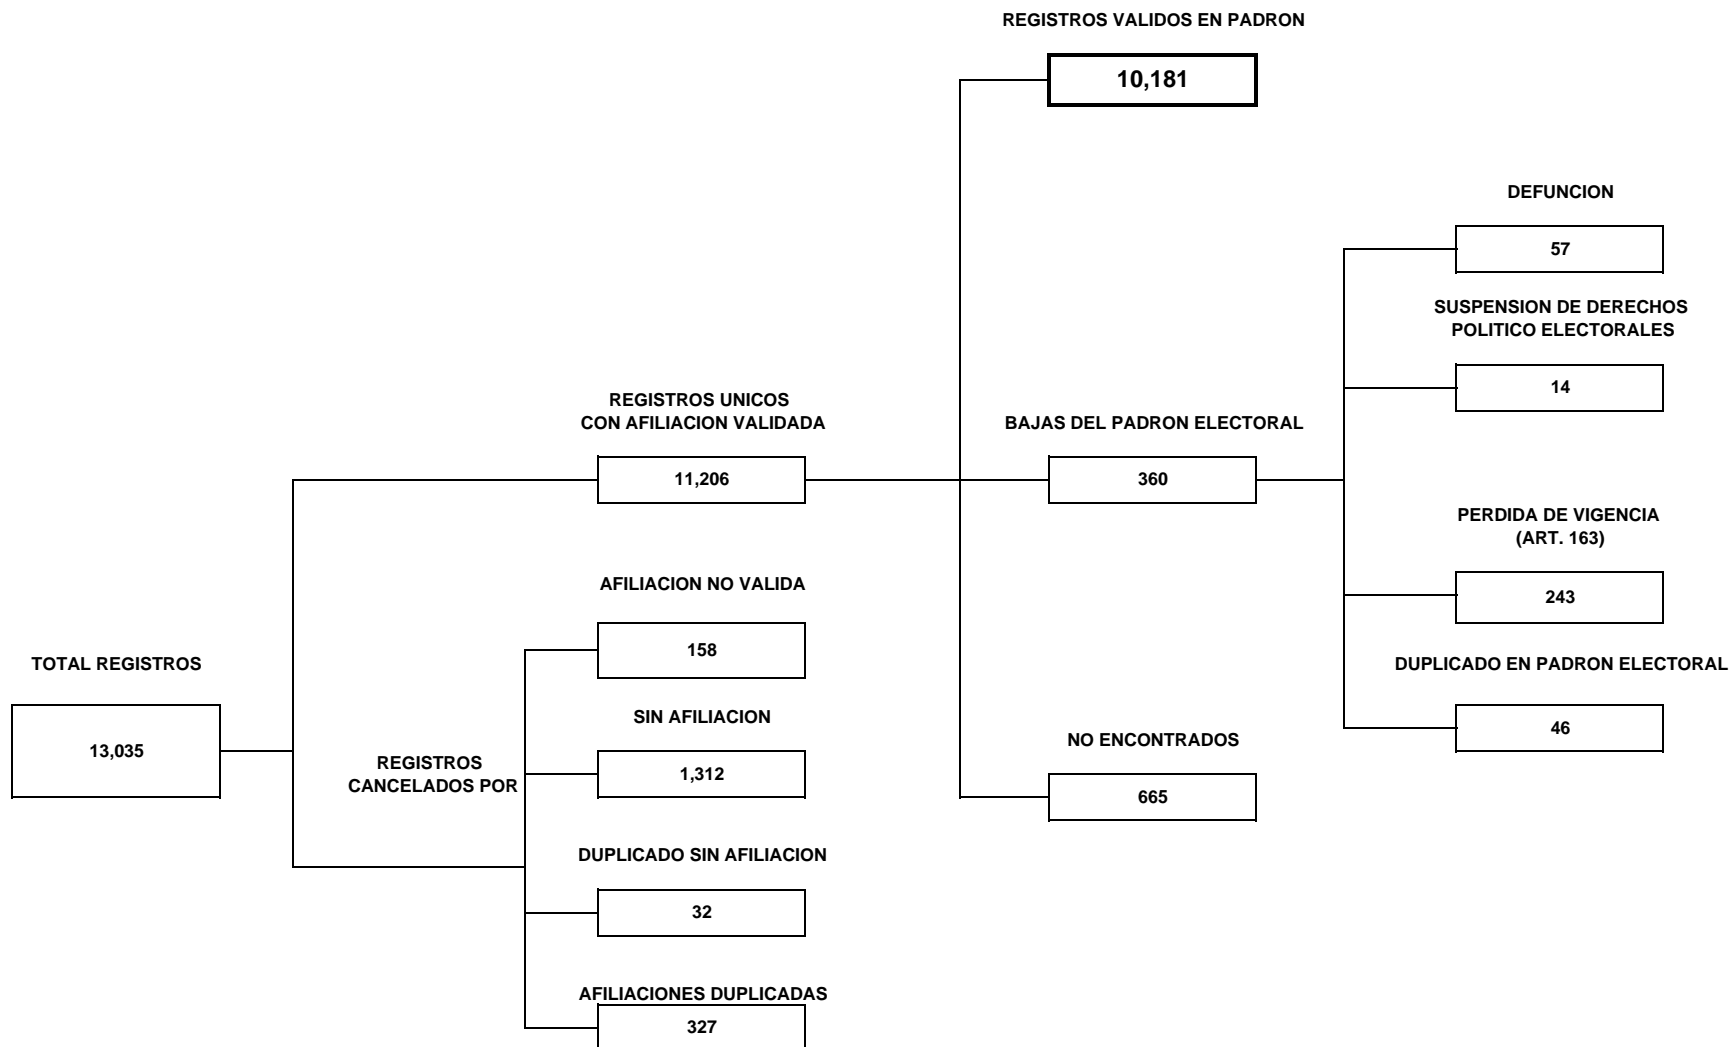 REGISTROS VALIDOS EN PADRON
10,181
DEFUNCION
57
SUSPENSION DE DERECHOS
POLITICO ELECTORALES
14
REGISTROS UNICOS
CON AFILIACION VALIDADA
11,206
BAJAS DEL PADRON ELECTORAL
360
PERDIDA DE VIGENCIA
(ART. 163)
243
AFILIACION NO VALIDA
158
TOTAL REGISTROS
13,035
DUPLICADO EN PADRON ELECTORAL
46
SIN AFILIACION
1,312
REGISTROS
CANCELADOS POR
NO ENCONTRADOS
665
DUPLICADO SIN AFILIACION
32
AFILIACIONES DUPLICADAS
327